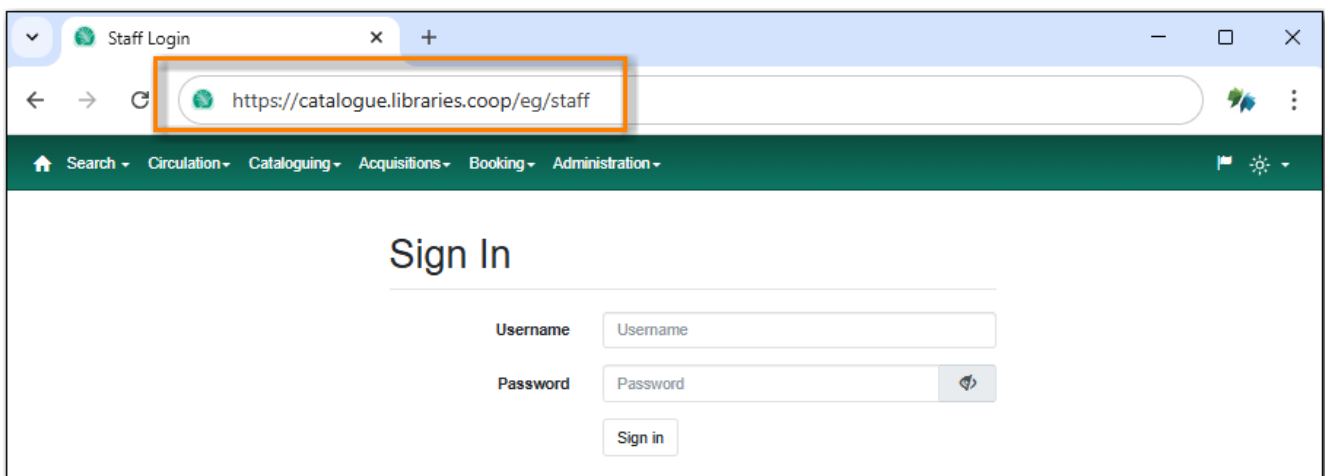 Staff Login
https://catalogue.libraries.coop/eg/staff
Search Circulation Cataloguing Acquisitions Booking Administration
Sign In
Username Username
Password Password
Sign in